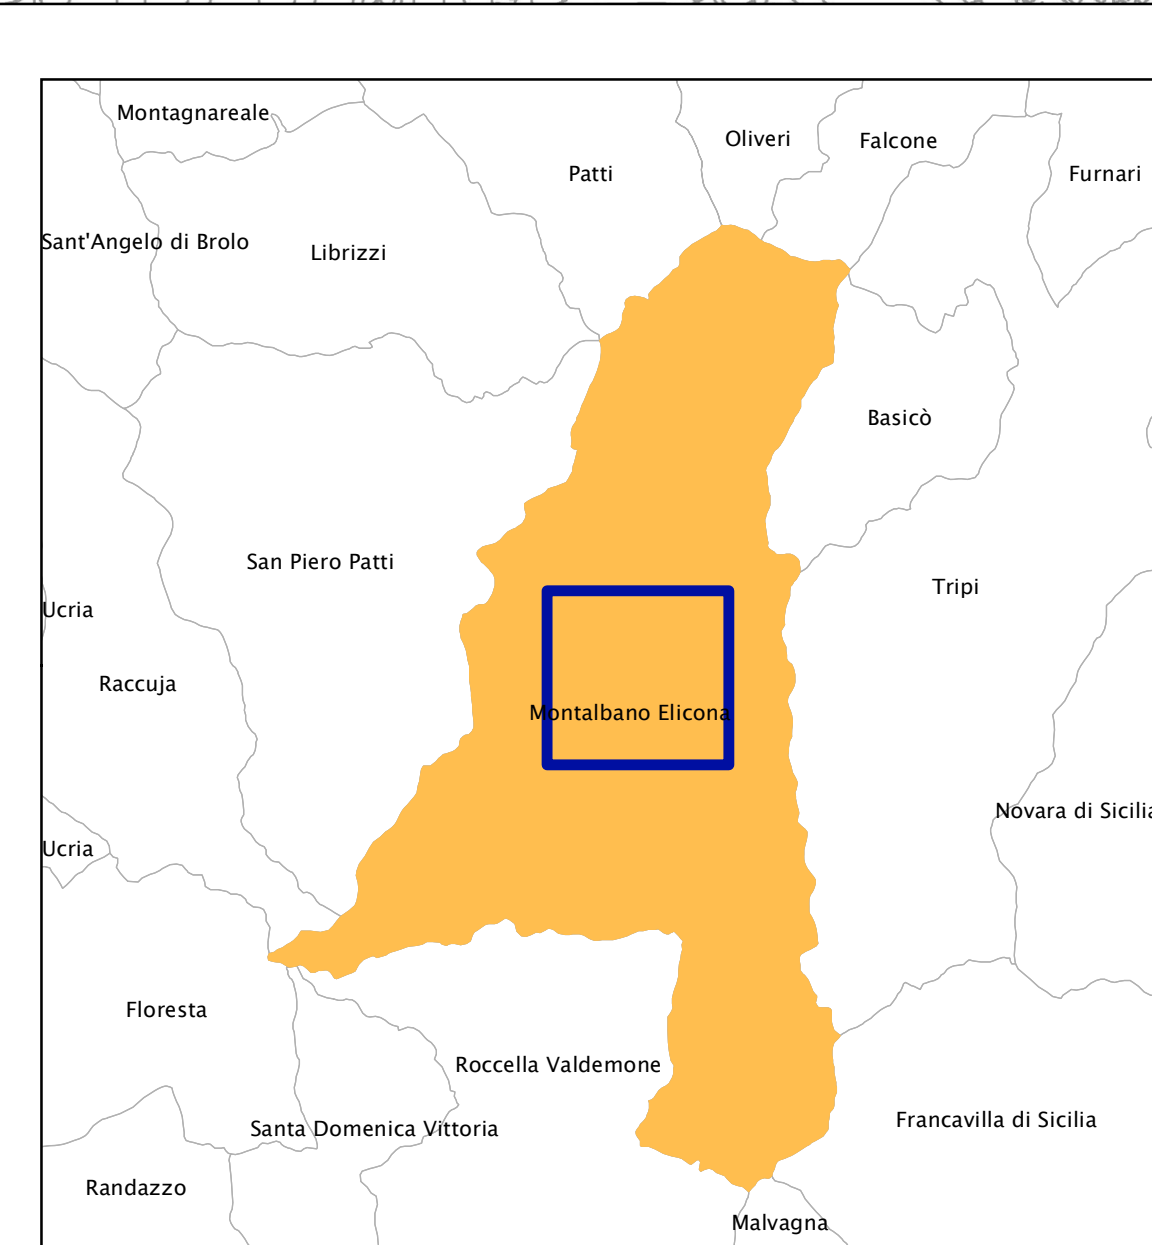 Montagnareale
Oliveri
Falcone
Patti
Furnari
Sant'Angelo di Brolo
Librizzi
Basicò
San Piero Patti
Tripi
Ucria
Raccuja
Montalbano Elicona
Novara di Sicilia
Ucria
Floresta
Roccella Valdemone
Francavilla di Sicilia
Santa Domenica Vittoria
Randazzo
Malvagna